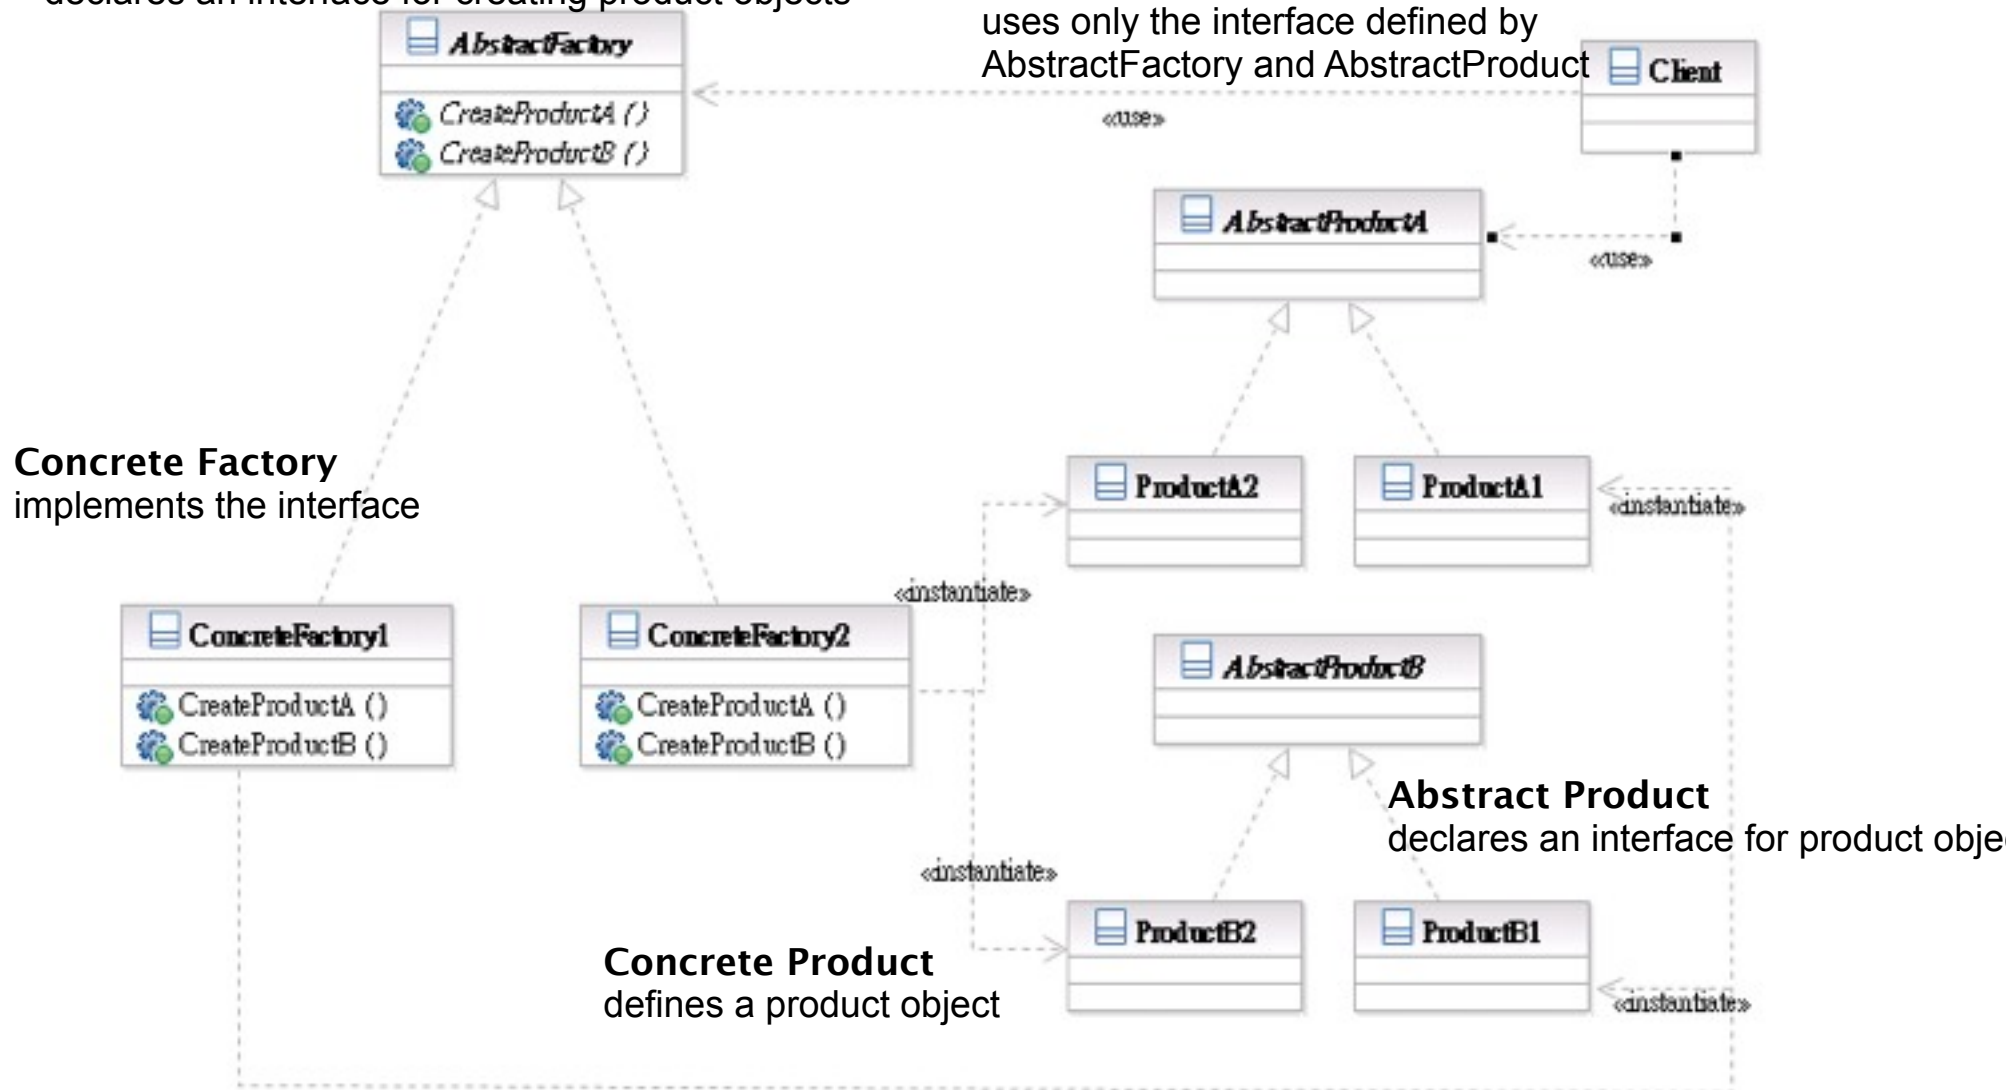 declares an interface for creating product objects
uses only the interface defined by
AbstractFactory and AbstractProduct
AbstractFactory
CreateProductA ()
CreateProductB ()
«use»
Client
AbstractProductA
«use»
Concrete Factory
implements the interface
ProductA2
ProductA1
«instantiate»
«instantiate»
ConcreteFactory1
CreateProductA ()
CreateProductB ()
ConcreteFactory2
CreateProductA ()
CreateProductB ()
AbstractProductB
Abstract Product
declares an interface for product obje
«instantiate»
ProductB2
ProductB1
Concrete Product
defines a product object
«instantiate»